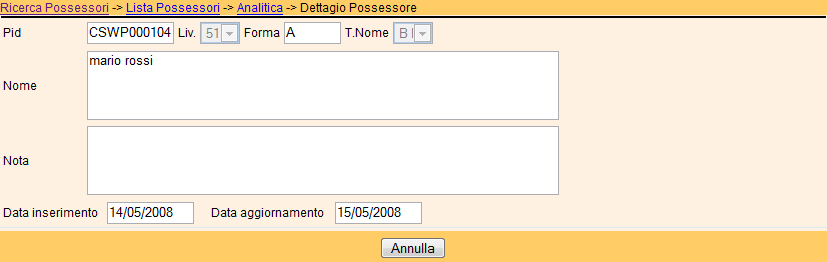 Ricerca Possessori -> Lista Possessori -> Analitica -> Dettagio Possessore
Pid CSWP000104 Liv. 51 Forma A T.Nome B
Nome mario rossi
Nota
Data inserimento 14/05/2008 Data aggiornamento 15/05/2008
Annulla